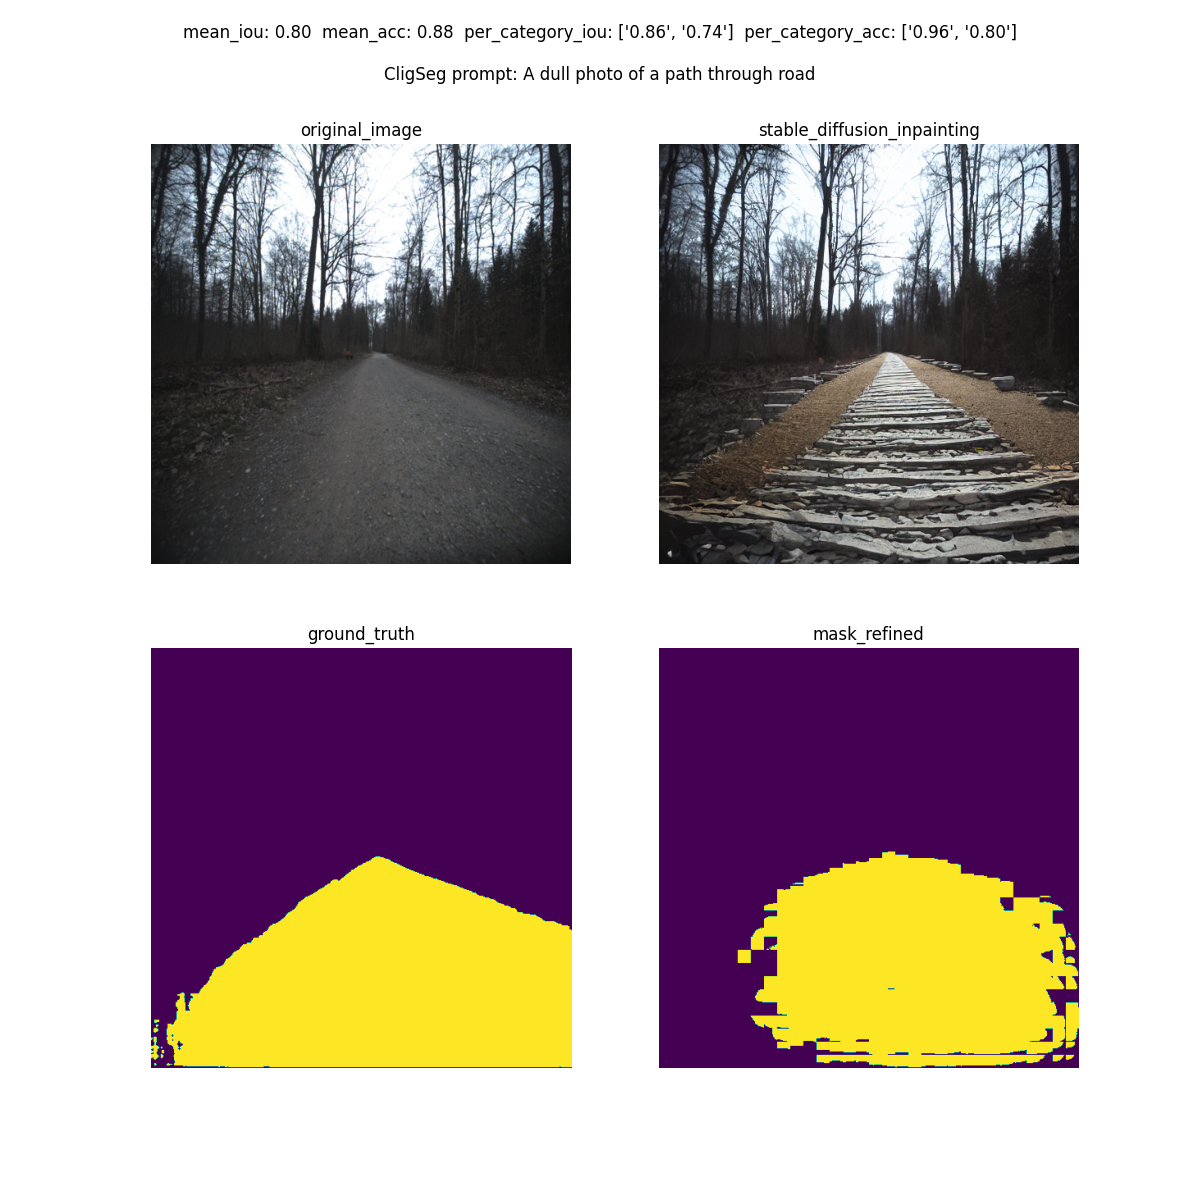 mean_iou: 0.80  mean_acc: 0.88  per_category_iou: ['0.86', '0.74']  per_category_acc: ['0.96', '0.80']
CligSeg prompt: A dull photo of a path through road
original_image
stable_diffusion_inpainting
ground_truth
mask_refined